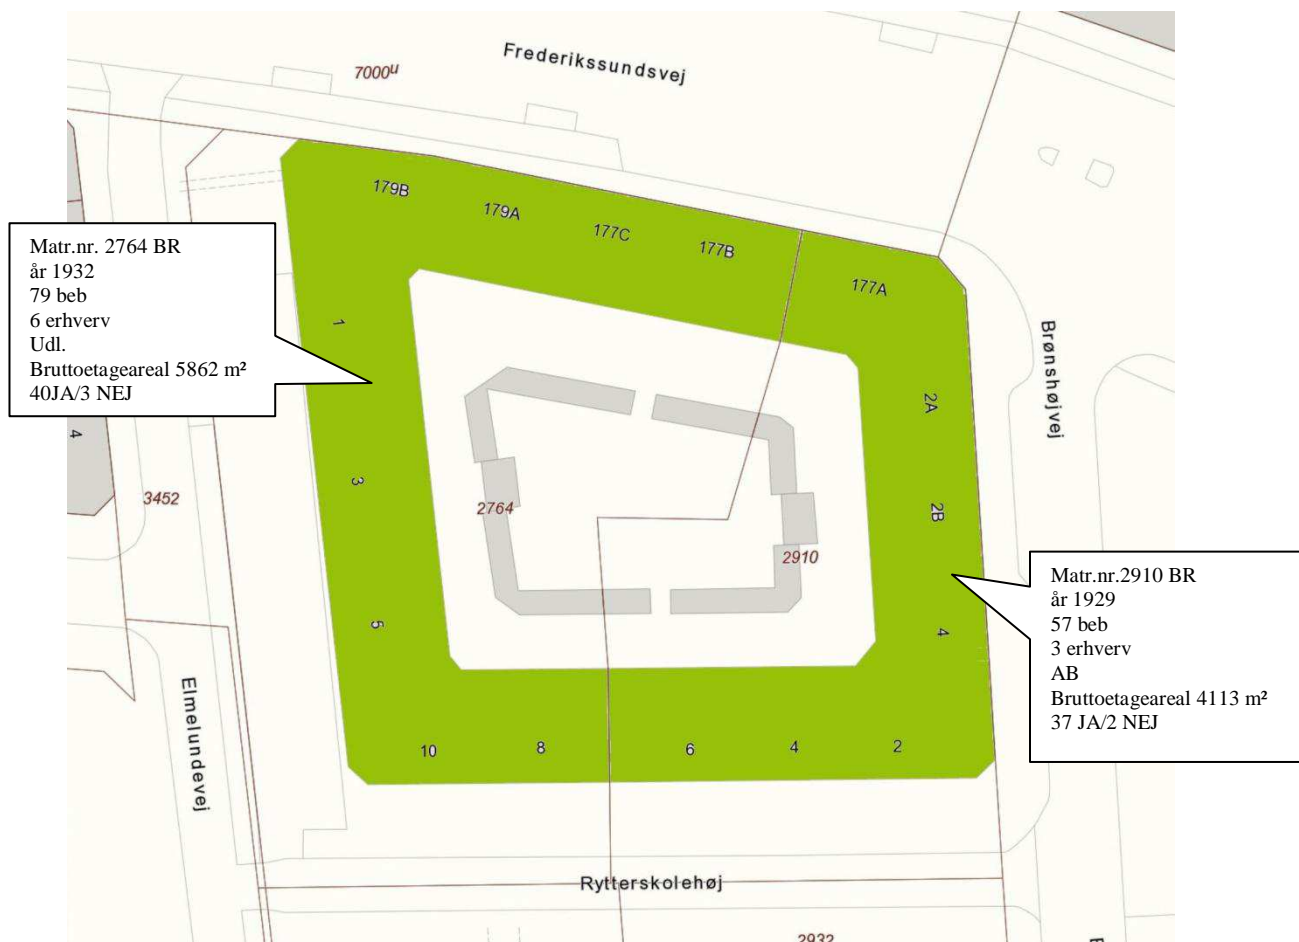 Frederikssundsvej
7000u
179B
179A
177C
177B
177A
Matr.nr. 2764 BR
år 1932
79 beb
6 erhverv
Udl.
Bruttoetageareal 5862 m²
40JA/3 NEJ
1
Brønshøjvej
2A
4
3
3452
2764
2B
2910
Matr.nr.2910 BR
år 1929
57 beb
3 erhverv
AB
Bruttoetageareal 4113 m²
37 JA/2 NEJ
5
4
Elmelundevej
10
8
6
4
2
Rytterskolehøj
2932